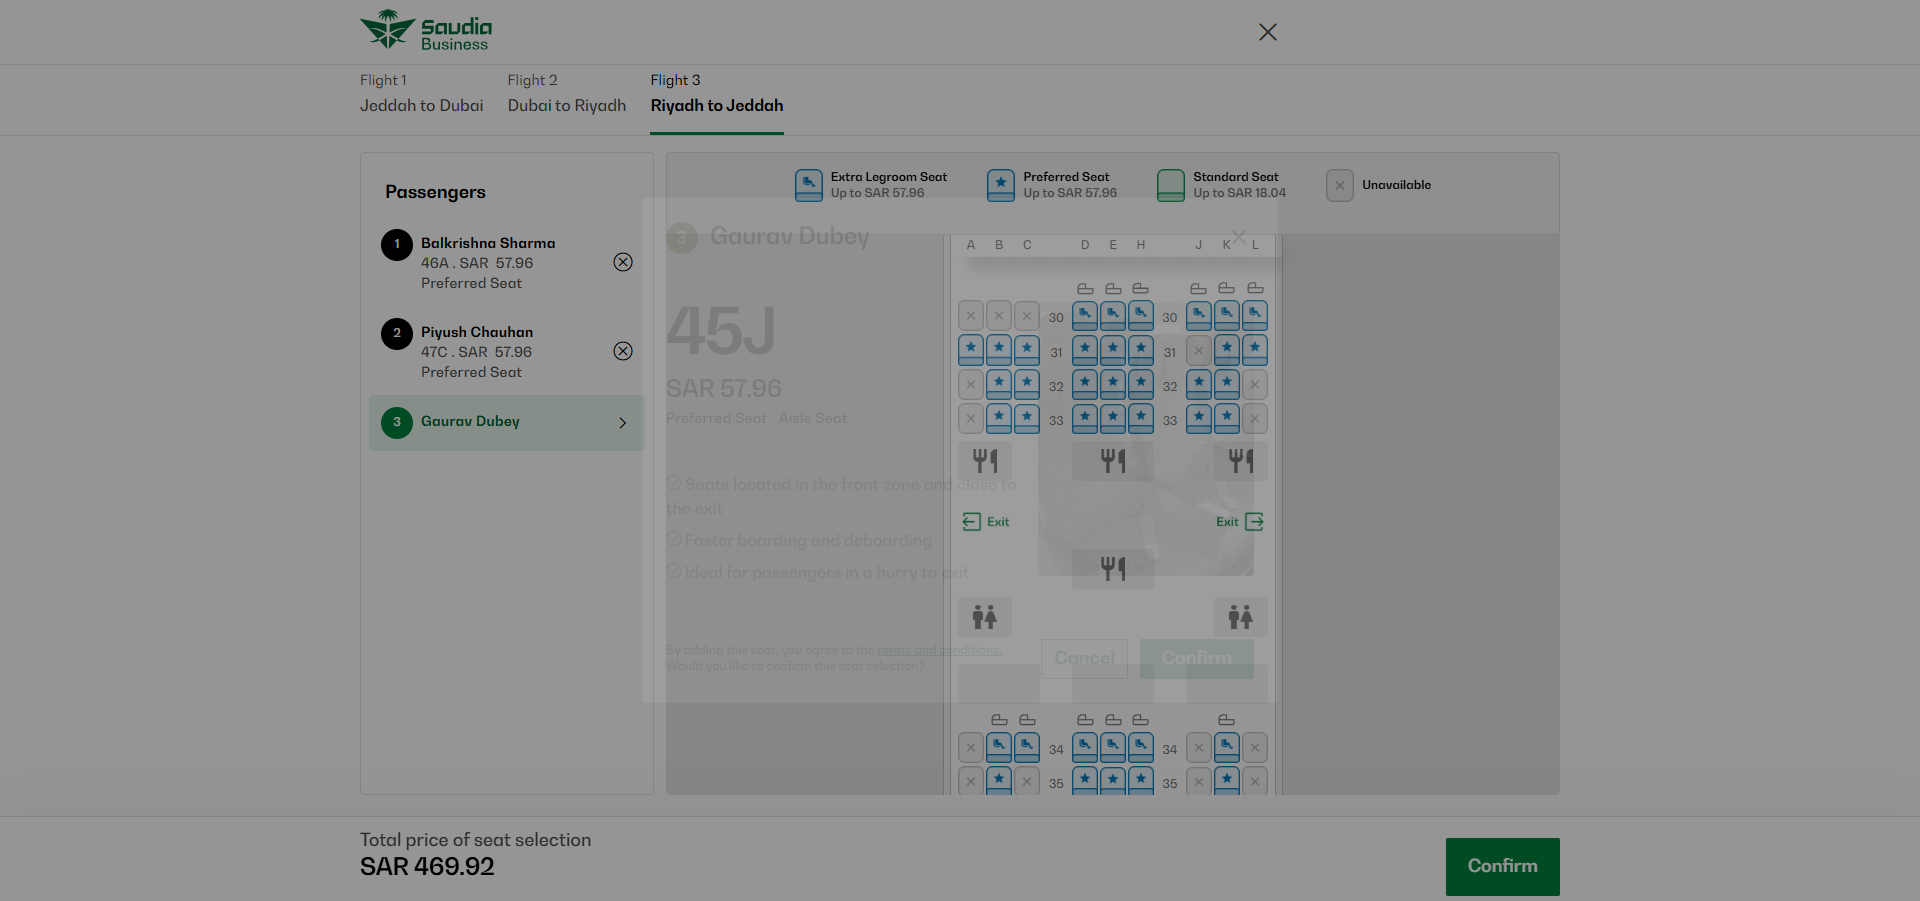 Saudia
Business
Flight 1
Jeddah to Dubai
Flight 2
Dubai to Riyadh
Flight 3
Riyadh to Jeddah
Passengers
1
Balkrishna Sharma
46A . SAR 57.96
Preferred Seat
2
Piyush Chauhan
47C . SAR 57.96
Preferred Seat
3
Gaurav Dubey
Extra Legroom Seat
Up to SAR 57.96
Preferred Seat
Up to SAR 57.96
Standard Seat
Up to SAR 18.04
Unavailable
3
Gaurav Dubey
45J
SAR 57.96
Preferred Seat - Aisle Seat
Seats located in the front zone and close to
the exit
Faster boarding and deboarding
Ideal for passengers in a hurry to exit
By adding this seat, you agree to the terms and conditions.
Would you like to confirm this seat selection?
Cancel
Confirm
A B C D E H J K L
30 30
31 31
32 32
33 33
Exit Exit
34 34
35 35
Total price of seat selection
SAR 469.92
Confirm